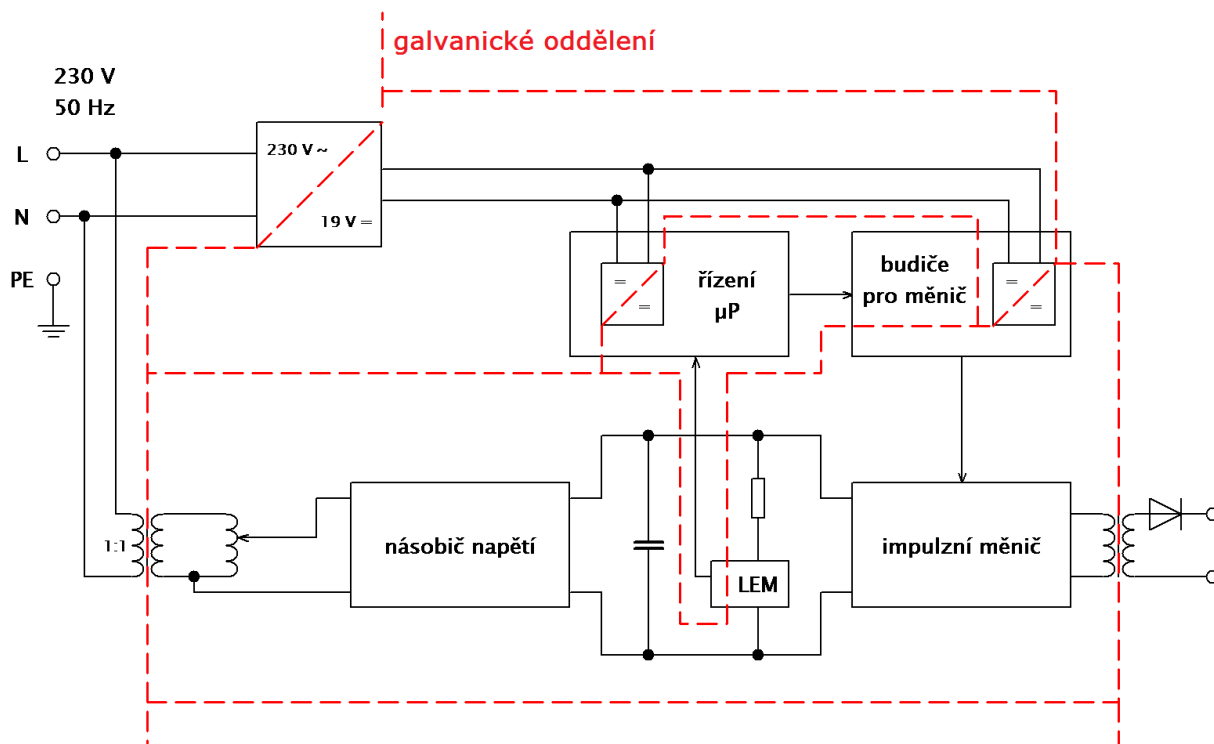 galvanické oddělení
230 V
50 Hz
L
230 V ~
N
19 V =
PE
=
=
řízení
µP
budiče
pro měnič
=
=
1:1
násobič napětí
LEM
impulzní měnič